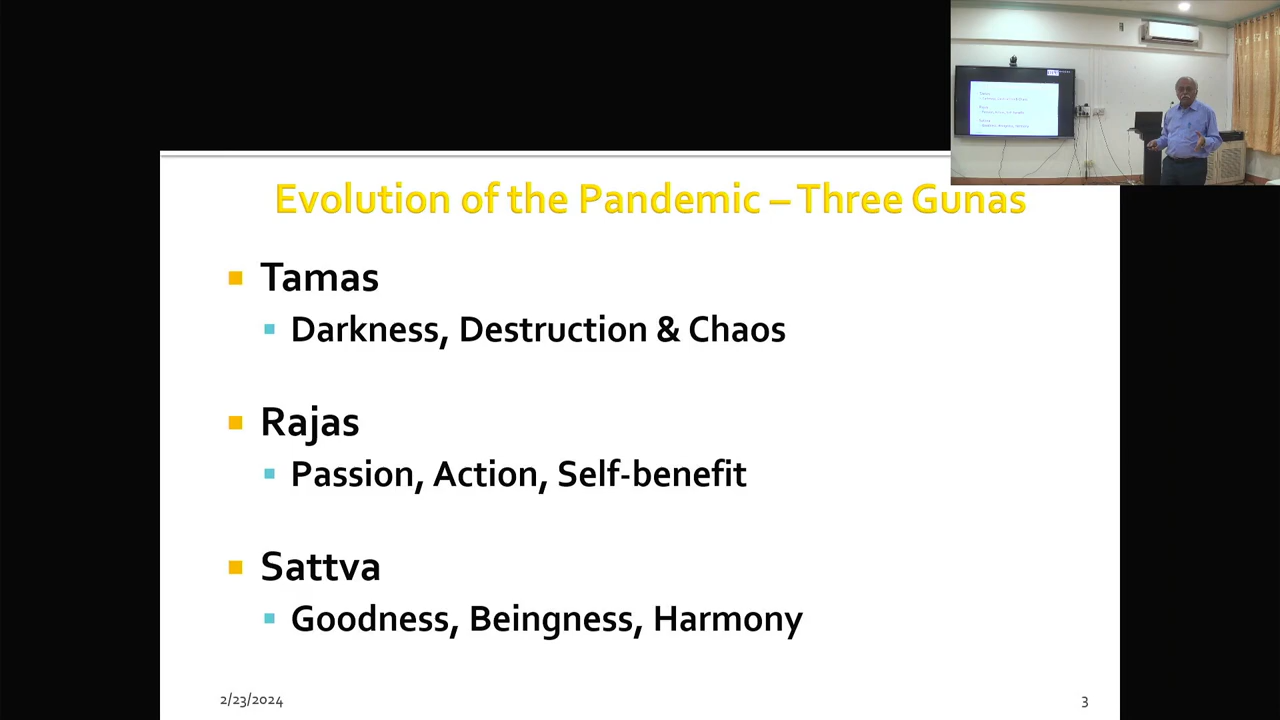 Evolution of the Pandemic – Three Gunas
Tamas
Darkness, Destruction & Chaos
Rajas
Passion, Action, Self-benefit
Sattva
Goodness, Beingness, Harmony
2/23/2024
3